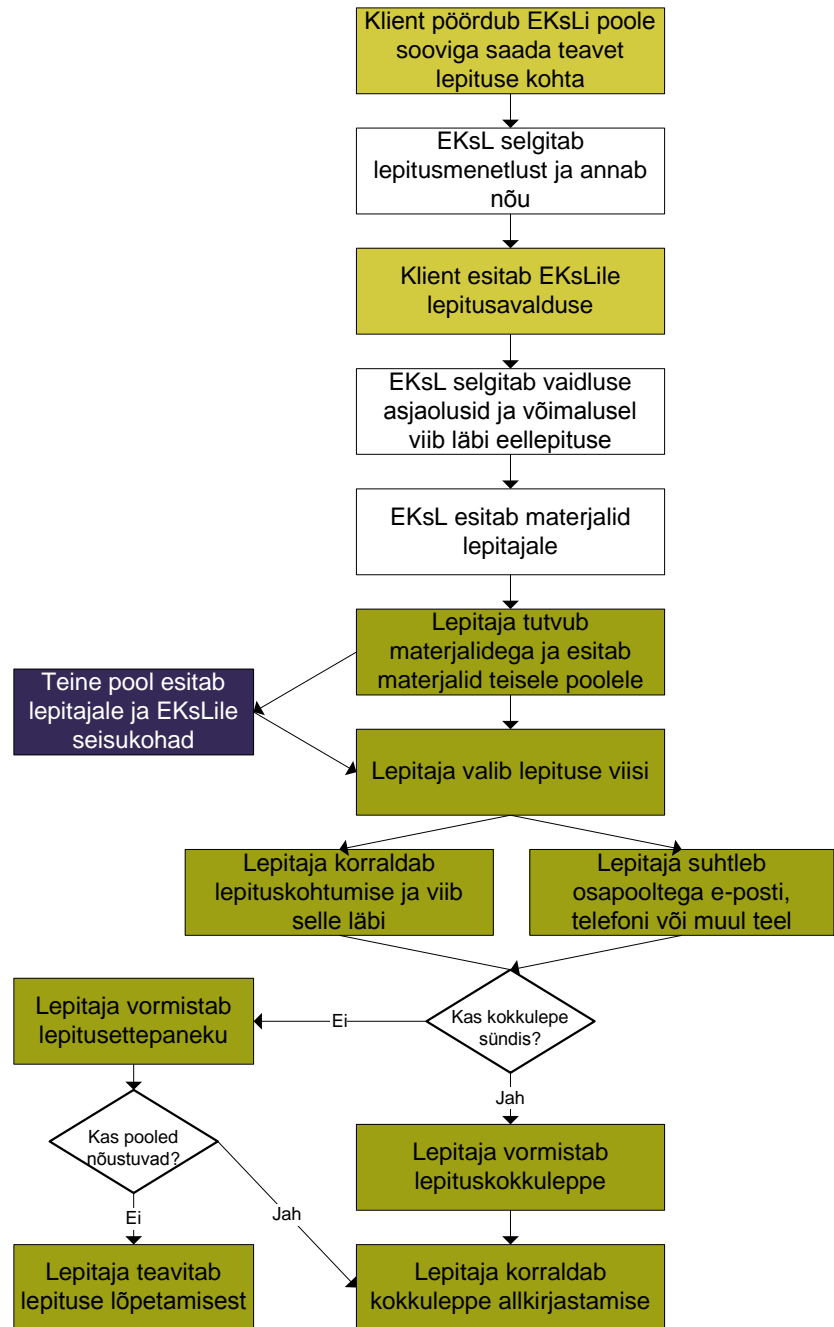 Klient pöördub EKsLi poole
sooviga saada teavet
lepituse kohta
EKsL selgitab
lepitusmenetlust ja annab
nõu
Klient esitab EKsLile
lepitusavalduse
EKsL selgitab vaidluse
asjaolusid ja võimalusel
viib läbi eellepituse
EKsL esitab materjalid
lepitajale
Lepitaja tutvub
materjalidega ja esitab
materjalid teisele poolele
Teine pool esitab
lepitajale ja EKsLile
seisukohad
Lepitaja valib lepituse viisi
Lepitaja korraldab
lepituskohtumise ja viib
selle läbi
Lepitaja suhtleb
osapooltega e-posti,
telefoni või muul teel
Kas kokkulepe
sündis?
Ei
Lepitaja vormistab
lepitusettepaneku
Jah
Kas pooled
nõustuvad?
Lepitaja vormistab
lepituskokkuleppe
Ei
Jah
Lepitaja teavitab
lepituse lõpetamisest
Lepitaja korraldab
kokkuleppe allkirjastamise